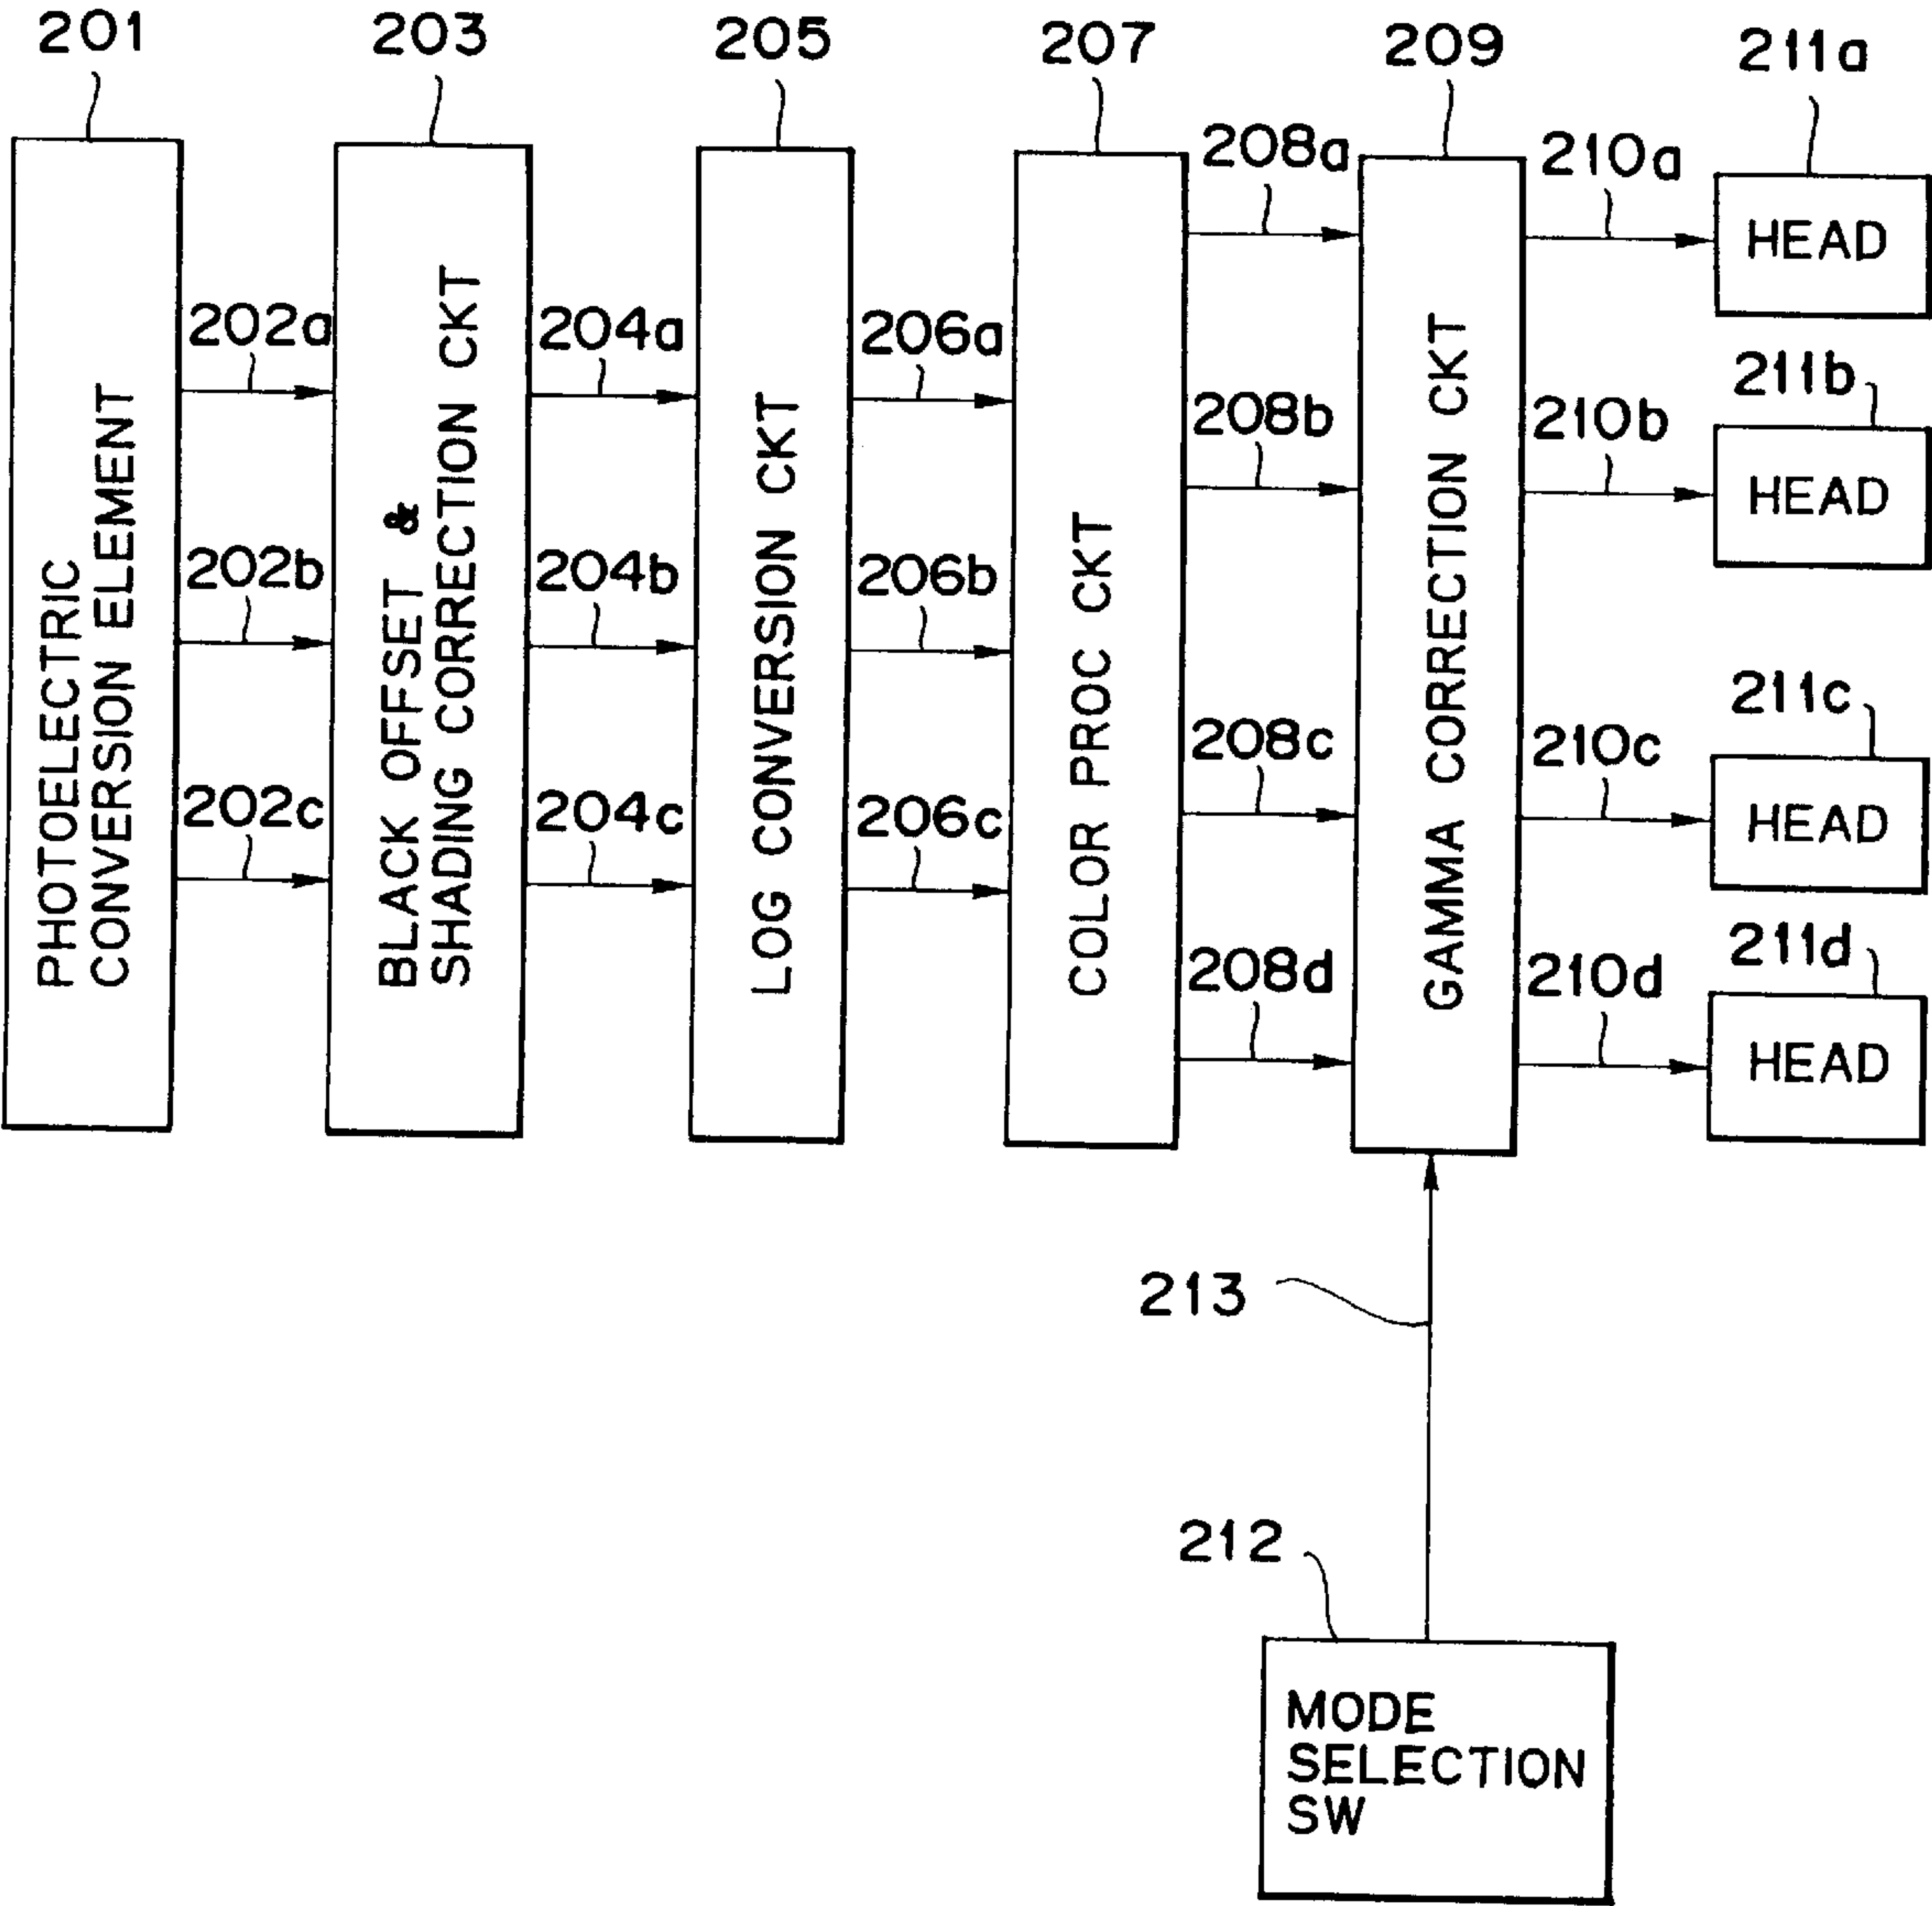 201
203
205
207
209
211a
208a
210a
HEAD
202a
204a
206a
211b
208b
210b
HEAD
202b
204b
206b
211c
208c
210c
HEAD
202c
204c
206c
211d
208d
210d
HEAD
PHOTOELECTRIC
CONVERSION ELEMENT
BLACK OFFSET &
SHADING CORRECTION CKT
LOG CONVERSION CKT
COLOR PROC CKT
GAMMA CORRECTION CKT
213
212
MODE
SELECTION
SW